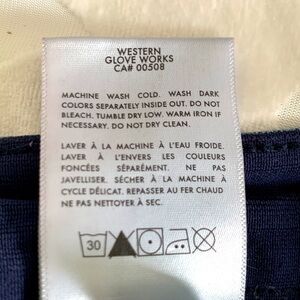 WESTERN
GLOVE WORKS
CA# 00508
MACHINE WASH COLD. WASH DARK
COLORS SEPARATELY INSIDE OUT. DO NOT
BLEACH. TUMBLE DRY LOW. WARM IRON IF
NECESSARY. DO NOT DRY CLEAN.
LAVER À LA MACHINE À L'EAU FROIDE.
LAVER À L'ENVERS LES COULEURS
FONCÉES SÉPARÉMENT. NE PAS
JAVELLISER. SÉCHER À LA MACHINE À
CYCLE DÉLICAT. REPASSER AU FER CHAUD
NE PAS NETTOYER À SEC.
30